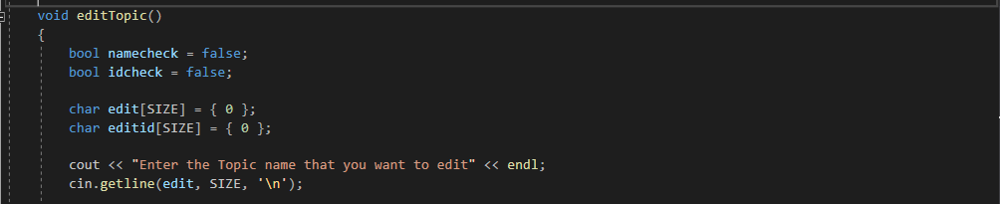 void editTopic()
{
bool namecheck = false;
bool idcheck = false;
char edit[SIZE] = { 0 };
char editid[SIZE] = { 0 };
cout << "Enter the Topic name that you want to edit" << endl;
cin.getline(edit, SIZE, '\n');